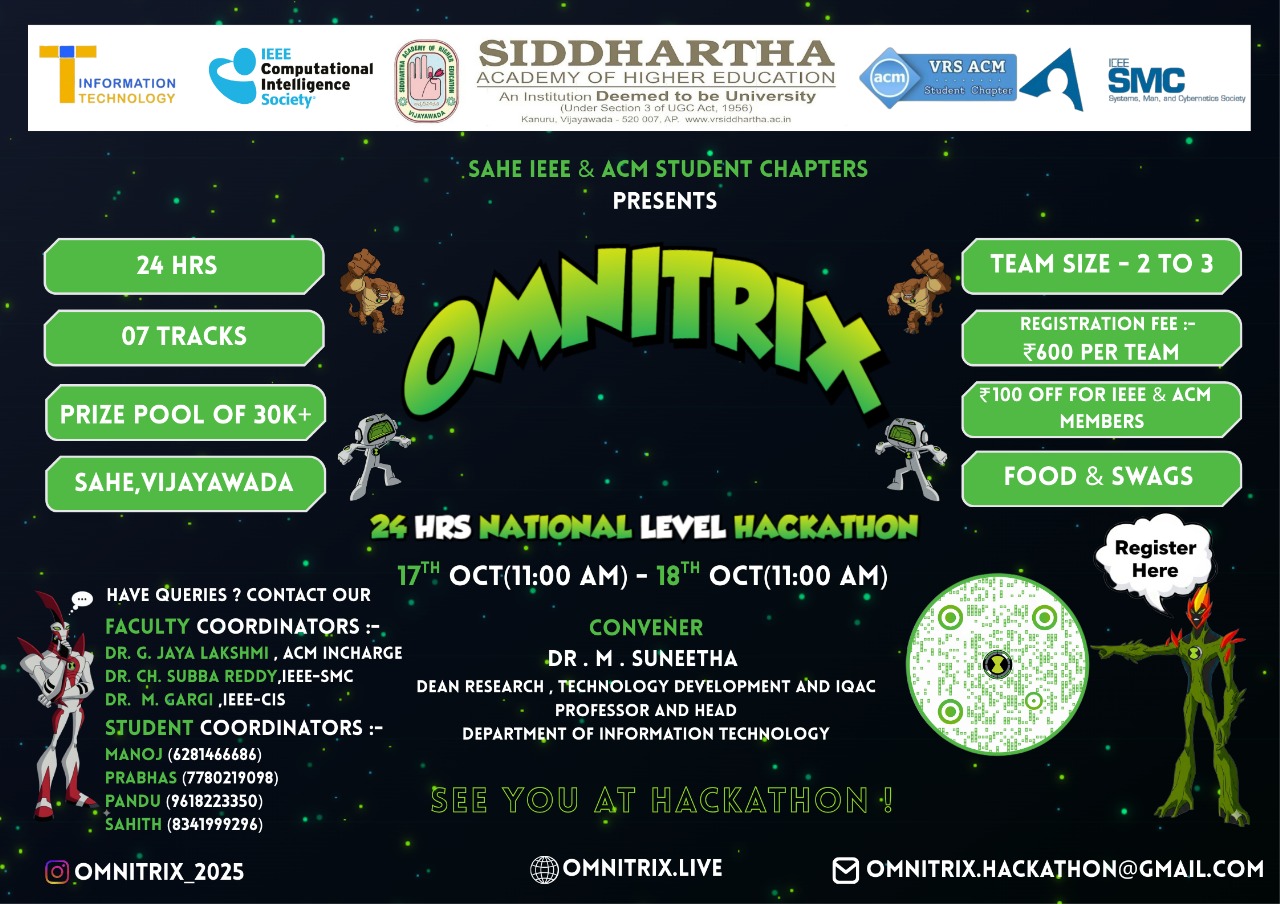 INFORMATION
TECHNOLOGY
IEEE
Computational
Intelligence
Society
SIDDHARTHA ACADEMY OF HIGHER EDUCATION
VIJAYAWADA
SIDDHARTHA
ACADEMY OF HIGHER EDUCATION
An Institution Deemed to be University
(Under Section 3 of UGC Act, 1956)
Kanuru, Vijayawada - 520 007, AP. www.vrsiddhartha.ac.in
acm
VRS ACM
Student Chapter
IEEE
SMC
Systems, Man, and Cybernetics Society
SAHE IEEE & ACM STUDENT CHAPTERS
PRESENTS
OMNITRIX
24 HRS
07 TRACKS
PRIZE POOL OF 30K+
SAHE,VIJAYAWADA
TEAM SIZE - 2 TO 3
REGISTRATION FEE :-
₹600 PER TEAM
₹100 OFF FOR IEEE & ACM
MEMBERS
FOOD & SWAGS
24 HRS NATIONAL LEVEL HACKATHON
17TH OCT(11:00 AM) - 18TH OCT(11:00 AM)
HAVE QUERIES ? CONTACT OUR
FACULTY COORDINATORS :-
DR. G. JAYA LAKSHMI , ACM INCHARGE
DR. CH. SUBBA REDDY,IEEE-SMC
DR. M. GARGI ,IEEE-CIS
STUDENT COORDINATORS :-
MANOJ (6281466686)
PRABHAS (7780219098)
PANDU (9618223350)
SAHITH (8341999296)
CONVENER
DR . M . SUNEETHA
DEAN RESEARCH , TECHNOLOGY DEVELOPMENT AND IQAC
PROFESSOR AND HEAD
DEPARTMENT OF INFORMATION TECHNOLOGY
SEE YOU AT HACKATHON !
Register
Here
OMNITRIX_2025
OMNITRIX.LIVE
OMNITRIX.HACKATHON@GMAIL.COM